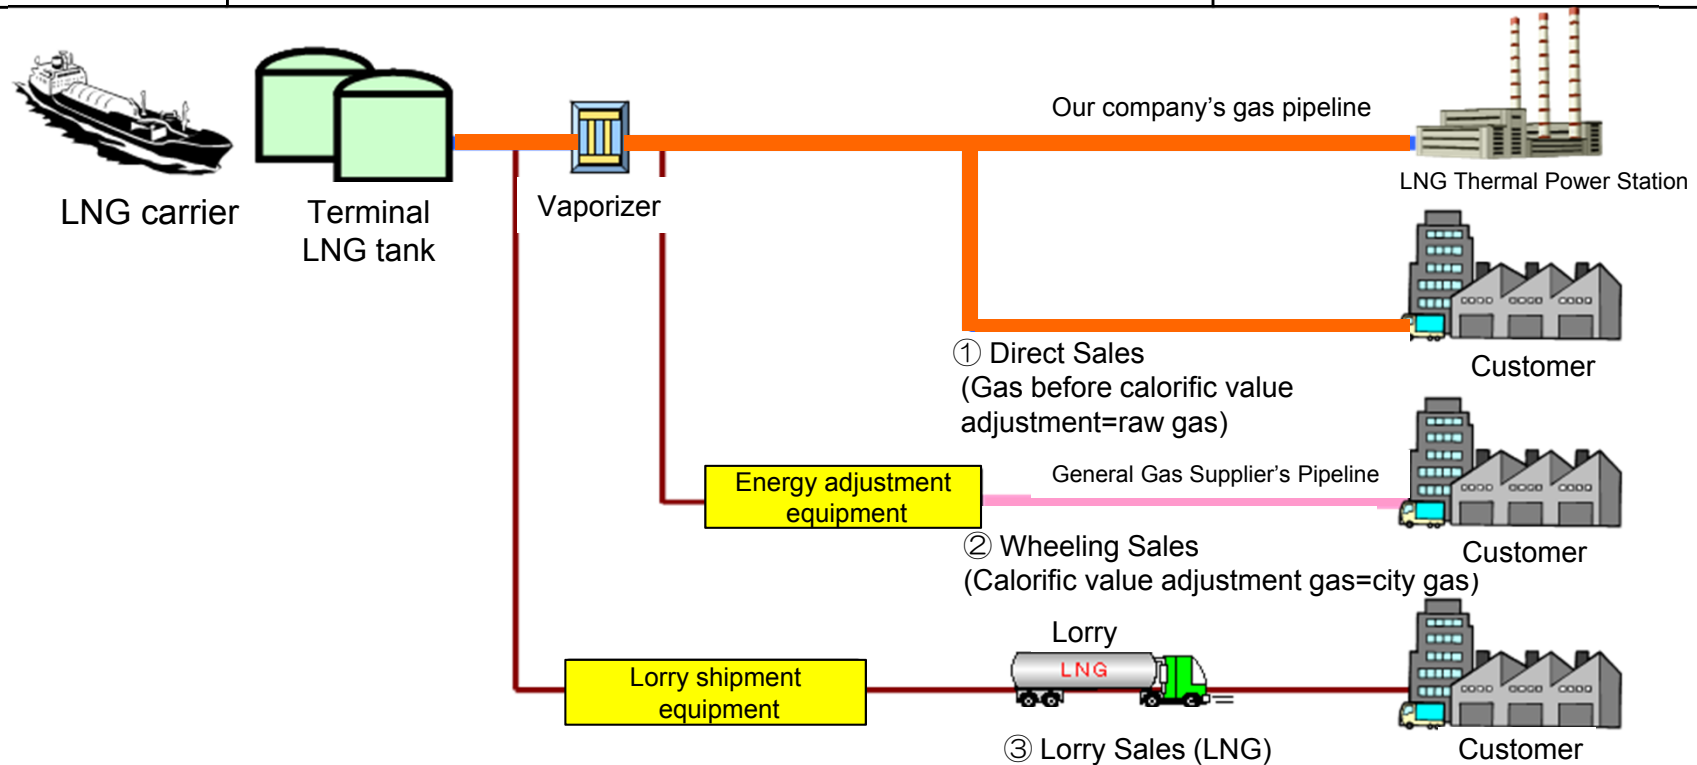 Our company’s gas pipeline
LNG Thermal Power Station
LNG carrier
Terminal
LNG tank
Vaporizer
Customer
① Direct Sales
(Gas before calorific value
adjustment=raw gas)
Energy adjustment
equipment
General Gas Supplier’s Pipeline
Customer
② Wheeling Sales
(Calorific value adjustment gas=city gas)
Lorry
LNG
Lorry shipment
equipment
③ Lorry Sales (LNG)
Customer